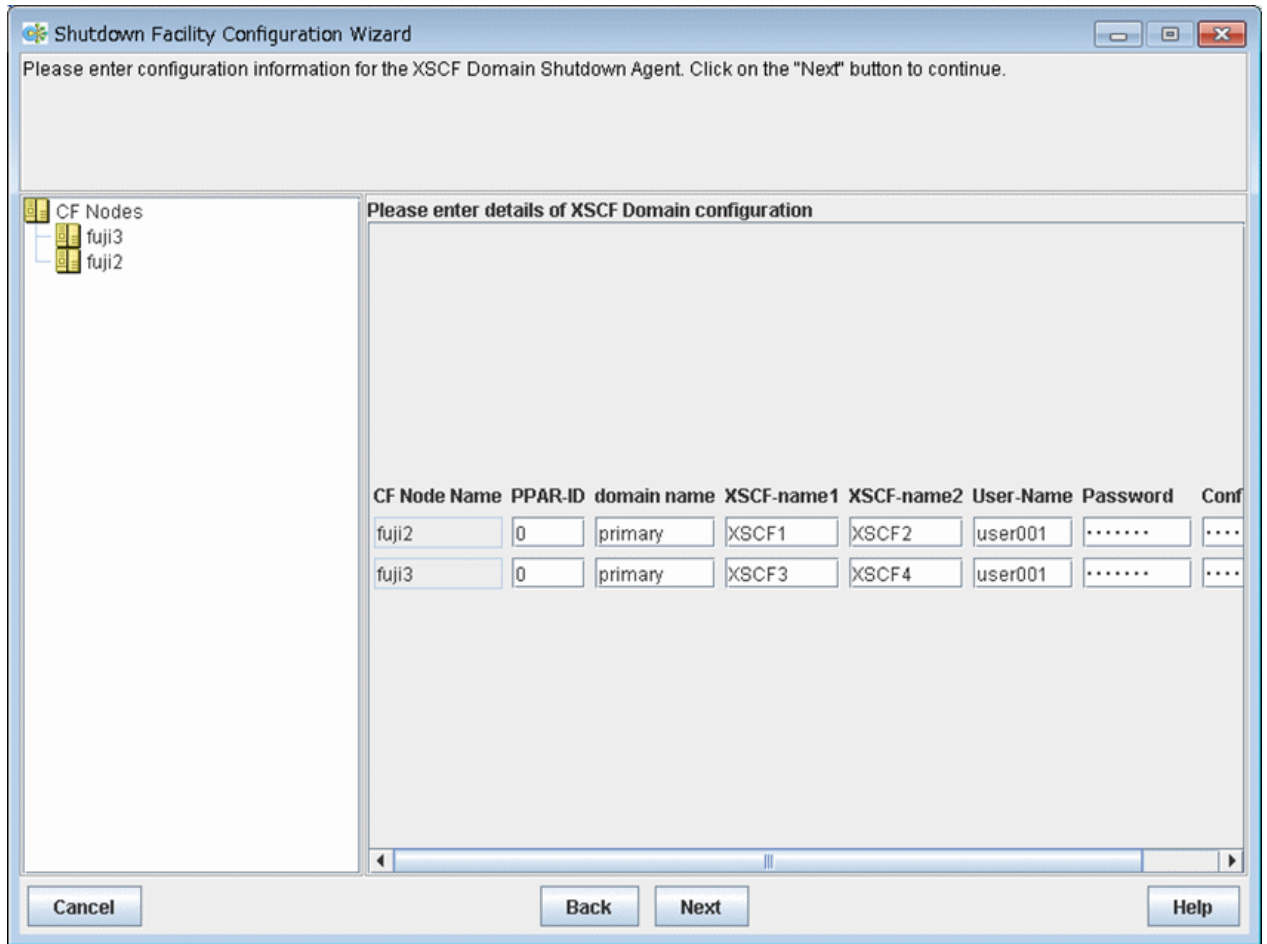 Shutdown Facility Configuration Wizard
Please enter configuration information for the XSCF Domain Shutdown Agent. Click on the "Next" button to continue.
CF Nodes
fuji3
fuji2
Please enter details of XSCF Domain configuration
CF Node Name PPAR-ID domain name XSCF-name1 XSCF-name2 User-Name Password Conf
fuji2 0 primary XSCF1 XSCF2 user001 ······· ····
fuji3 0 primary XSCF3 XSCF4 user001 ······· ····
Cancel Back Next Help